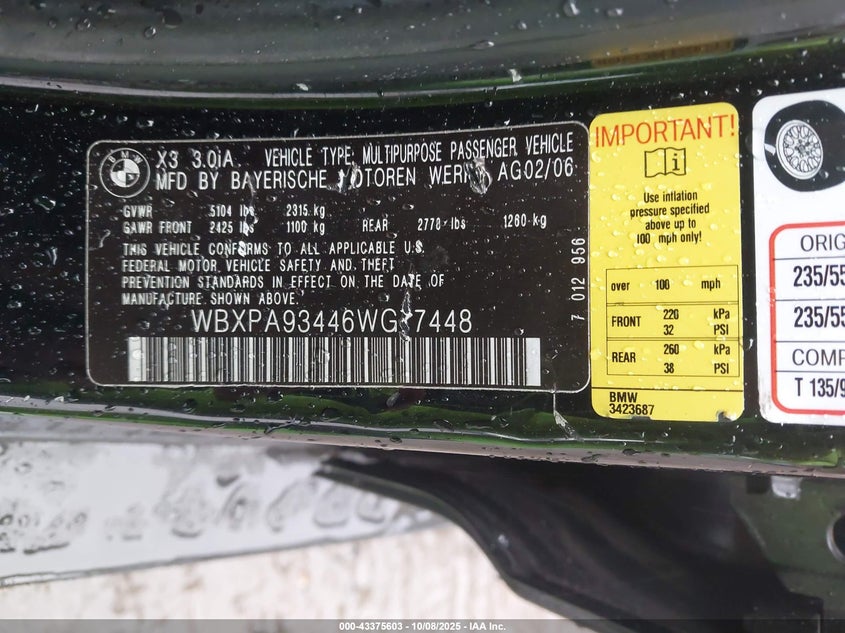 BMW
X3 3.0iA. VEHICLE TYPE, MULTIPURPOSE PASSENGER VEHICLE
MFD BY BAYERISCHE MOTOREN WERKE AG02/06
GVWR 5104 lbs 2315 kg
GAWR FRONT 2425 lbs 1100 kg REAR 2778 lbs 1260 kg
THIS VEHICLE CONFORMS TO ALL APPLICABLE U.S.
FEDERAL MOTOR VEHICLE SAFETY AND THEFT
PREVENTION STANDARDS IN EFFECT ON THE DATE OF
MANUFACTURE SHOWN ABOVE
7 012 956
IMPORTANT!
Use inflation
pressure specified
above up to
100 mph only!
over 100 mph
FRONT 220 kPa
32 PSI
REAR 260 kPa
38 PSI
BMW
3423687
ORIG
235/55
235/55
COMP
T 135/9
000-43375603 - 10/08/2025 - IAA Inc.